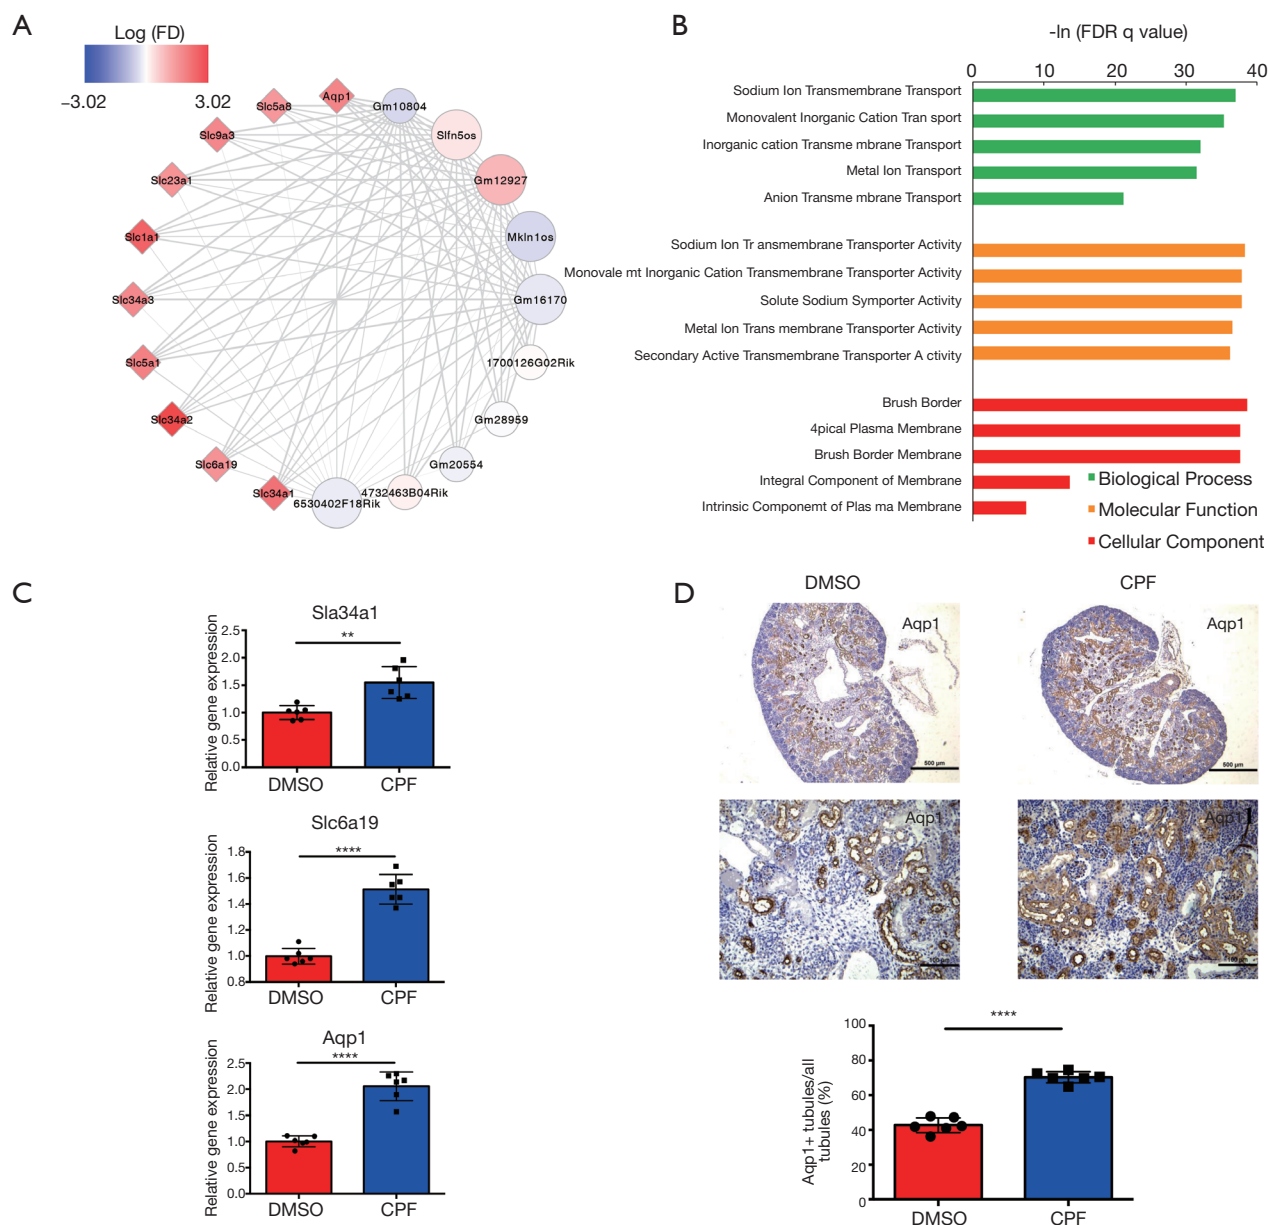 A
Log (FD)
−3.02
3.02
Aqp1
Gm10804
Slc5a8
Slfn5os
Slc9a3
Gm12927
Slc23a1
Mkln1os
Slc1a1
Gm16170
Slc34a3
1700126G02Rik
Slc5a1
Gm28959
Slc34a2
Gm20554
Slc6a19
4732463B04Rik
Slc34a1
6530402F18Rik
B
-ln (FDR q value)
0 10 20 30 40
Sodium Ion Transmembrane Transport
Monovalent Inorganic Cation Tran sport
Inorganic cation Transme mbrane Transport
Metal Ion Transport
Anion Transme mbrane Transport
Sodium Ion Tr ansmembrane Transporter Activity
Monovale mt Inorganic Cation Transmembrane Transporter Activity
Solute Sodium Symporter Activity
Metal Ion Trans membrane Transporter Activity
Secondary Active Transmembrane Transporter A ctivity
Brush Border
4pical Plasma Membrane
Brush Border Membrane
Integral Component of Membrane
Intrinsic Componemt of Plas ma Membrane
Biological Process
Molecular Function
Cellular Component
C
Sla34a1
Relative gene expression
2.5
2.0
1.5
1.0
0.5
0.0
**
DMSO
CPF
Slc6a19
Relative gene expression
1.8
1.6
1.4
1.2
1.0
0.8
****
DMSO
CPF
Aqp1
Relative gene expression
2.5
2.0
1.5
1.0
0.5
0.0
****
DMSO
CPF
D
DMSO
CPF
Aqp1
500 µm
Aqp1
500 µm
Aqp1
100 µm
Aqp1
100 µm
Aqp1+ tubules/all
tubules (%)
100
80
60
40
20
0
****
DMSO
CPF